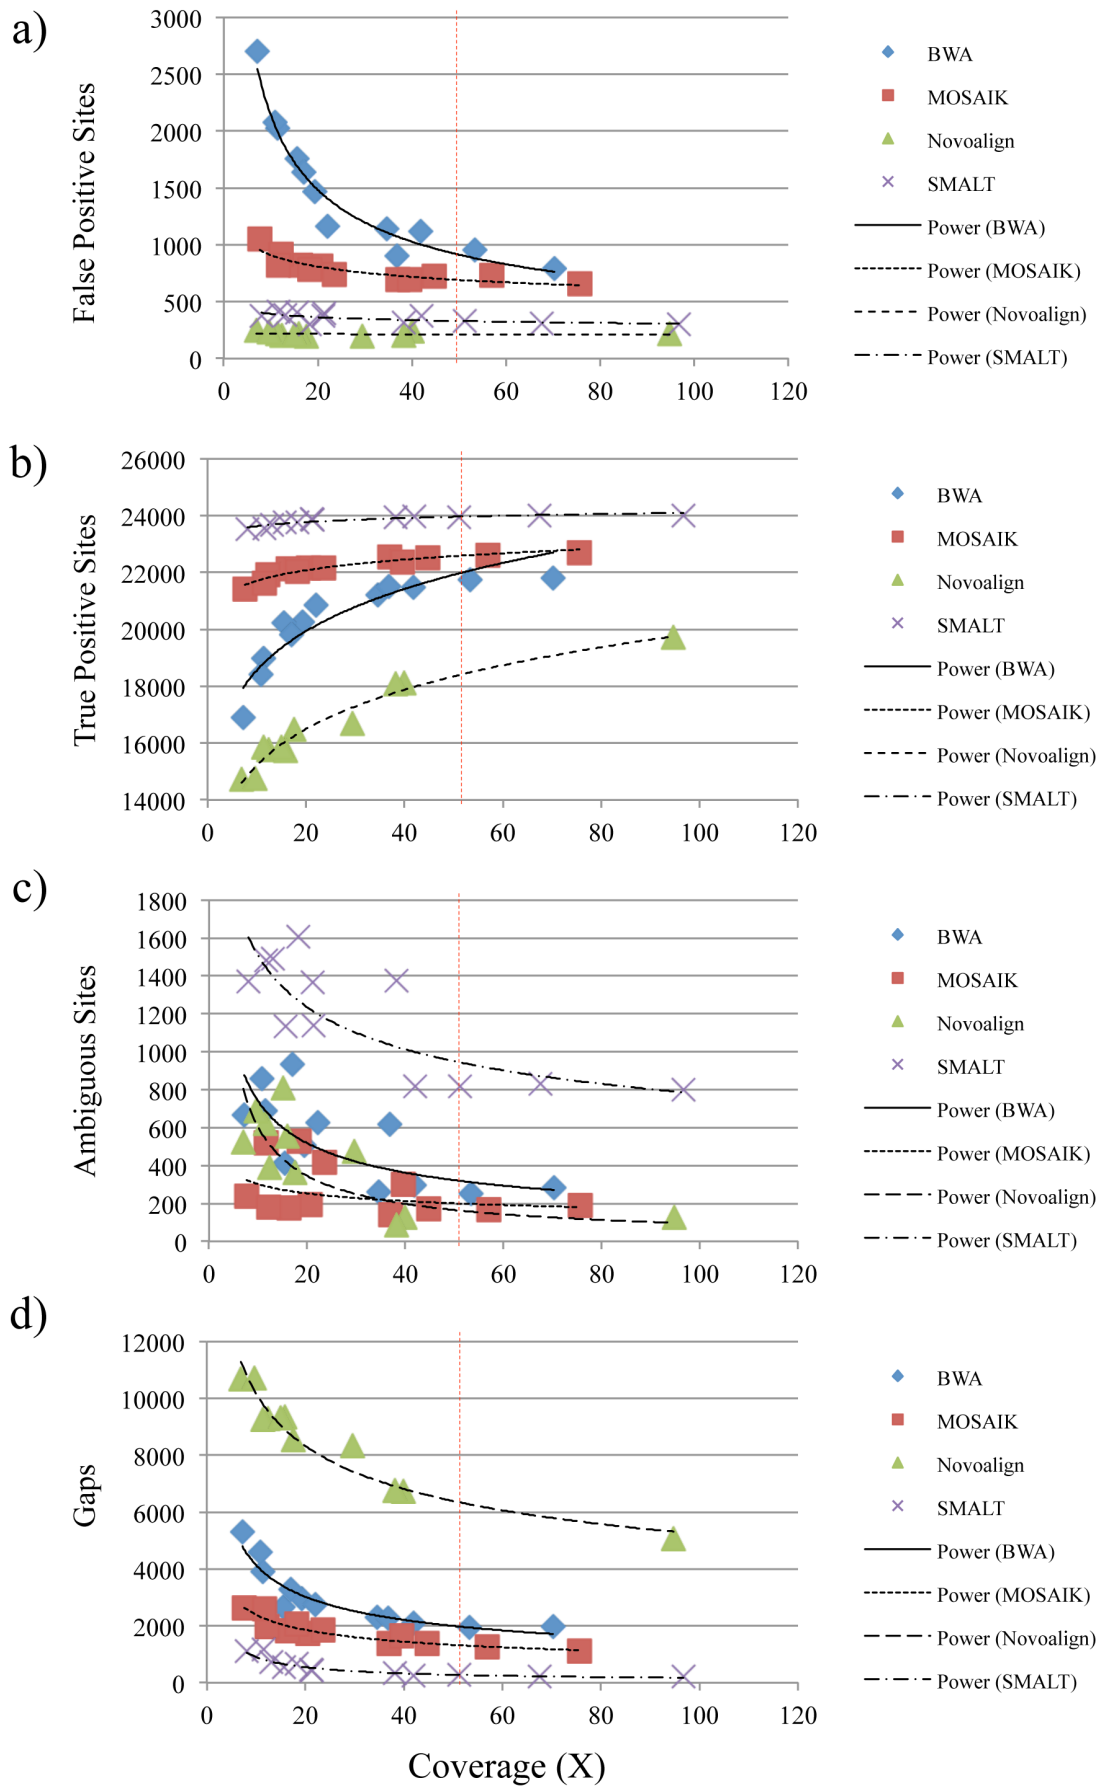 a)
False Positive Sites
3000
2500
2000
1500
1000
500
0
0 20 40 60 80 100 120
BWA
MOSAIK
Novoalign
SMALT
Power (BWA)
Power (MOSAIK)
Power (Novoalign)
Power (SMALT)
b)
True Positive Sites
26000
24000
22000
20000
18000
16000
14000
0 20 40 60 80 100 120
BWA
MOSAIK
Novoalign
SMALT
Power (BWA)
Power (MOSAIK)
Power (Novoalign)
Power (SMALT)
c)
Ambiguous Sites
1800
1600
1400
1200
1000
800
600
400
200
0
0 20 40 60 80 100 120
BWA
MOSAIK
Novoalign
SMALT
Power (BWA)
Power (MOSAIK)
Power (Novoalign)
Power (SMALT)
d)
Gaps
12000
10000
8000
6000
4000
2000
0
0 20 40 60 80 100 120
BWA
MOSAIK
Novoalign
SMALT
Power (BWA)
Power (MOSAIK)
Power (Novoalign)
Power (SMALT)
Coverage (X)